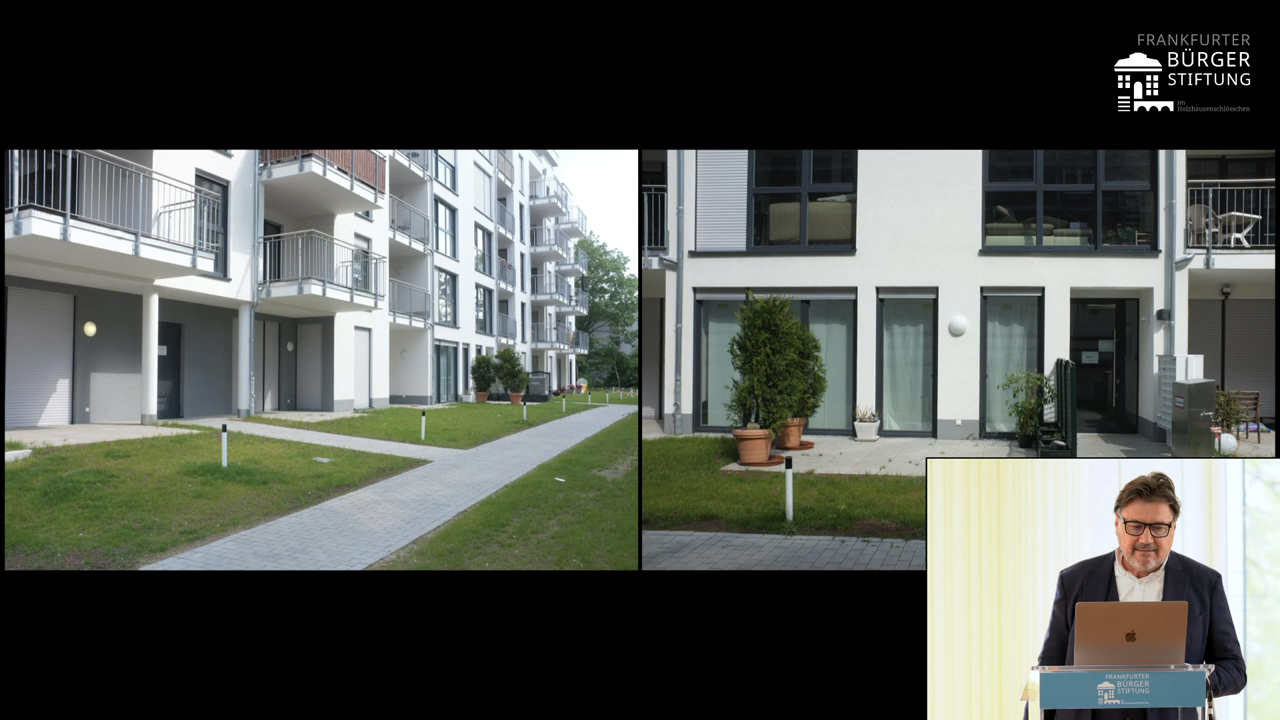 FRANKFURTER
BÜRGER
STIFTUNG
im
Holzhausenschlösschen
FRANKFURTER
BÜRGER
STIFTUNG